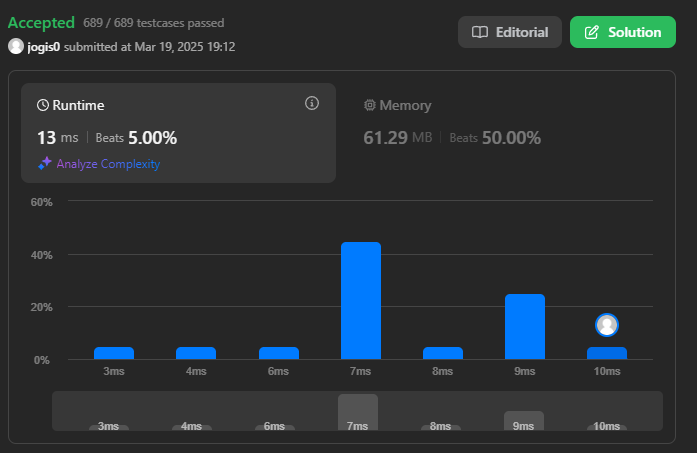 Accepted 689 / 689 testcases passed
jogis0 submitted at Mar 19, 2025 19:12
Editorial
Solution
Runtime
13 ms Beats 5.00%
Analyze Complexity
Memory
61.29 MB Beats 50.00%
60%
40%
20%
0%
3ms 4ms 6ms 7ms 8ms 9ms 10ms
3ms 4ms 6ms 7ms 8ms 9ms 10ms